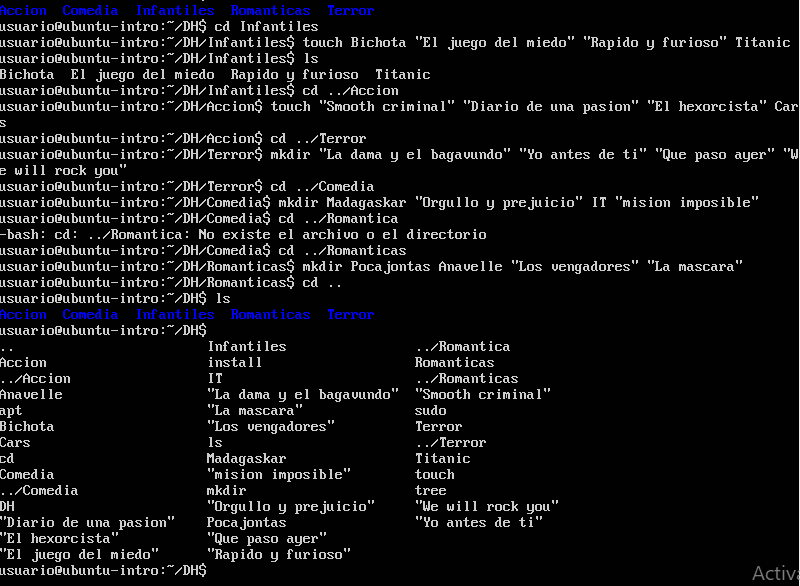 Accion  Comedia  Infantiles  Romanticas  Terror
usuario@ubuntu-intro:~/DH$ cd Infantiles
usuario@ubuntu-intro:~/DH/Infantiles$ touch Bichota "El juego del miedo" "Rapido y furioso" Titanic
usuario@ubuntu-intro:~/DH/Infantiles$ ls
Bichota  El juego del miedo  Rapido y furioso  Titanic
usuario@ubuntu-intro:~/DH/Infantiles$ cd ../Accion
usuario@ubuntu-intro:~/DH/Accion$ touch "Smooth criminal" "Diario de una pasion" "El hexorcista" Car
s
usuario@ubuntu-intro:~/DH/Accion$ cd ../Terror
usuario@ubuntu-intro:~/DH/Terror$ mkdir "La dama y el bagavundo" "Yo antes de ti" "Que paso ayer" "W
e will rock you"
usuario@ubuntu-intro:~/DH/Terror$ cd ../Comedia
usuario@ubuntu-intro:~/DH/Comedia$ mkdir Madagaskar "Orgullo y prejuicio" IT "mision imposible"
usuario@ubuntu-intro:~/DH/Comedia$ cd ../Romantica
-bash: cd: ../Romantica: No existe el archivo o el directorio
usuario@ubuntu-intro:~/DH/Comedia$ cd ../Romanticas
usuario@ubuntu-intro:~/DH/Romanticas$ mkdir Pocajontas Anavelle "Los vengadores" "La mascara"
usuario@ubuntu-intro:~/DH/Romanticas$ cd ..
usuario@ubuntu-intro:~/DH$ ls
Accion  Comedia  Infantiles  Romanticas  Terror
usuario@ubuntu-intro:~/DH$
..  Infantiles  ../Romantica
Accion  install  Romanticas
../Accion  IT  ../Romanticas
Anavelle  "La dama y el bagavundo"  "Smooth criminal"
apt  "La mascara"  sudo
Bichota  "Los vengadores"  Terror
Cars  ls  ../Terror
cd  Madagaskar  Titanic
Comedia  "mision imposible"  touch
../Comedia  mkdir  tree
DH  "Orgullo y prejuicio"  "We will rock you"
"Diario de una pasion"  Pocajontas  "Yo antes de ti"
"El hexorcista"  "Que paso ayer"
"El juego del miedo"  "Rapido y furioso"
usuario@ubuntu-intro:~/DH$